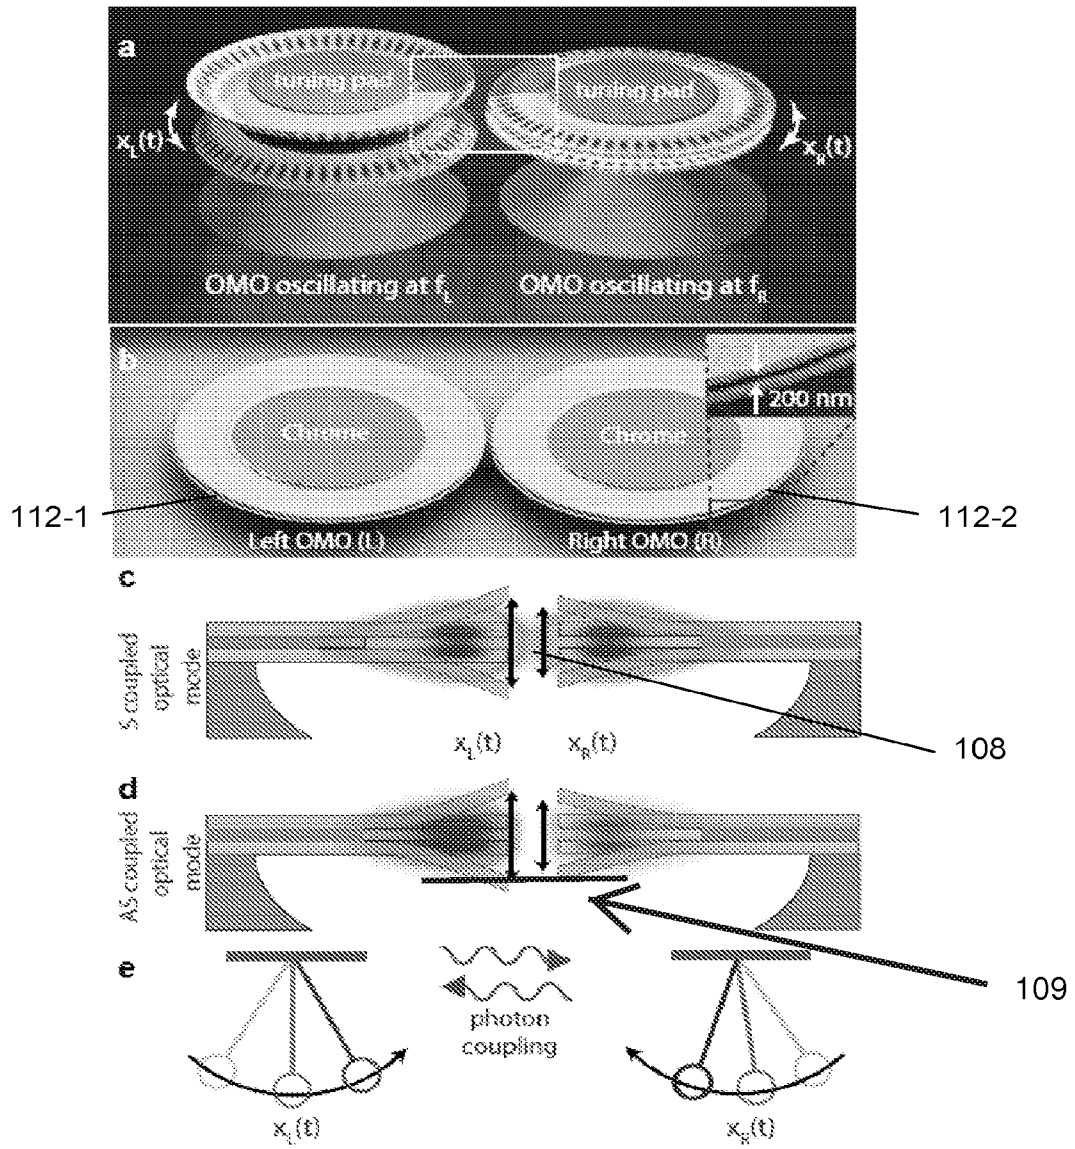 a
tuning pad
tuning pad
x_L(t)
x_R(t)
OMO oscillating at f_L
OMO oscillating at f_R
b
200 nm
Chrome
Chrome
112-1
112-2
Left OMO (L)
Right OMO (R)
c
S coupled
optical
mode
x_L(t)
x_R(t)
108
d
AS coupled
optical
mode
109
e
photon
coupling
x_L(t)
x_R(t)